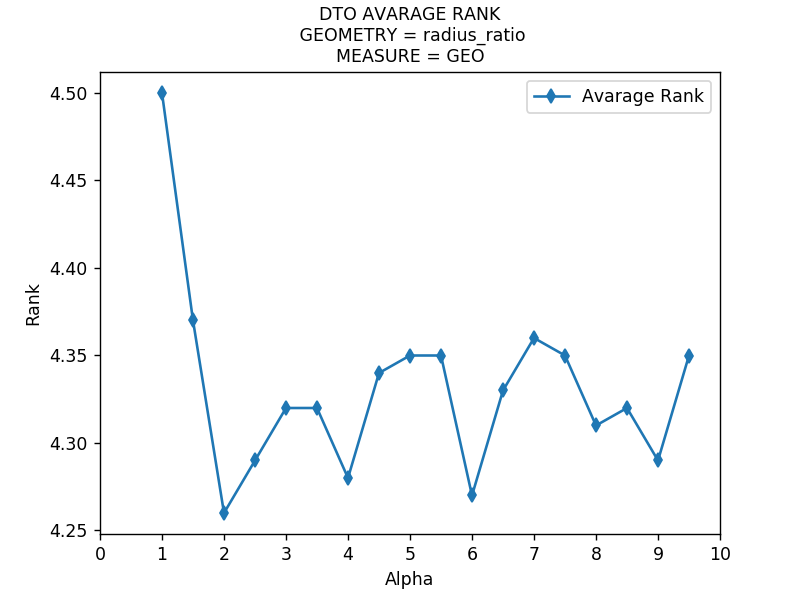 DTO AVARAGE RANK
GEOMETRY = radius_ratio
MEASURE = GEO
Avarage Rank
4.50
4.45
4.40
4.35
4.30
4.25
Rank
0 1 2 3 4 5 6 7 8 9 10
Alpha